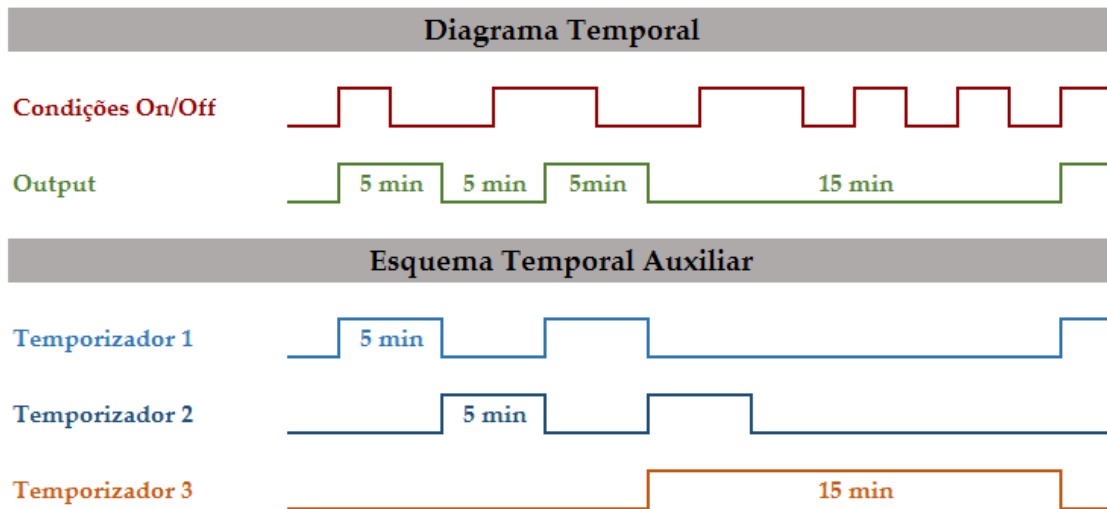 Diagrama Temporal
Condições On/Off
Output 5 min 5 min 5min 15 min
Esquema Temporal Auxiliar
Temporizador 1 5 min
Temporizador 2 5 min
Temporizador 3 15 min